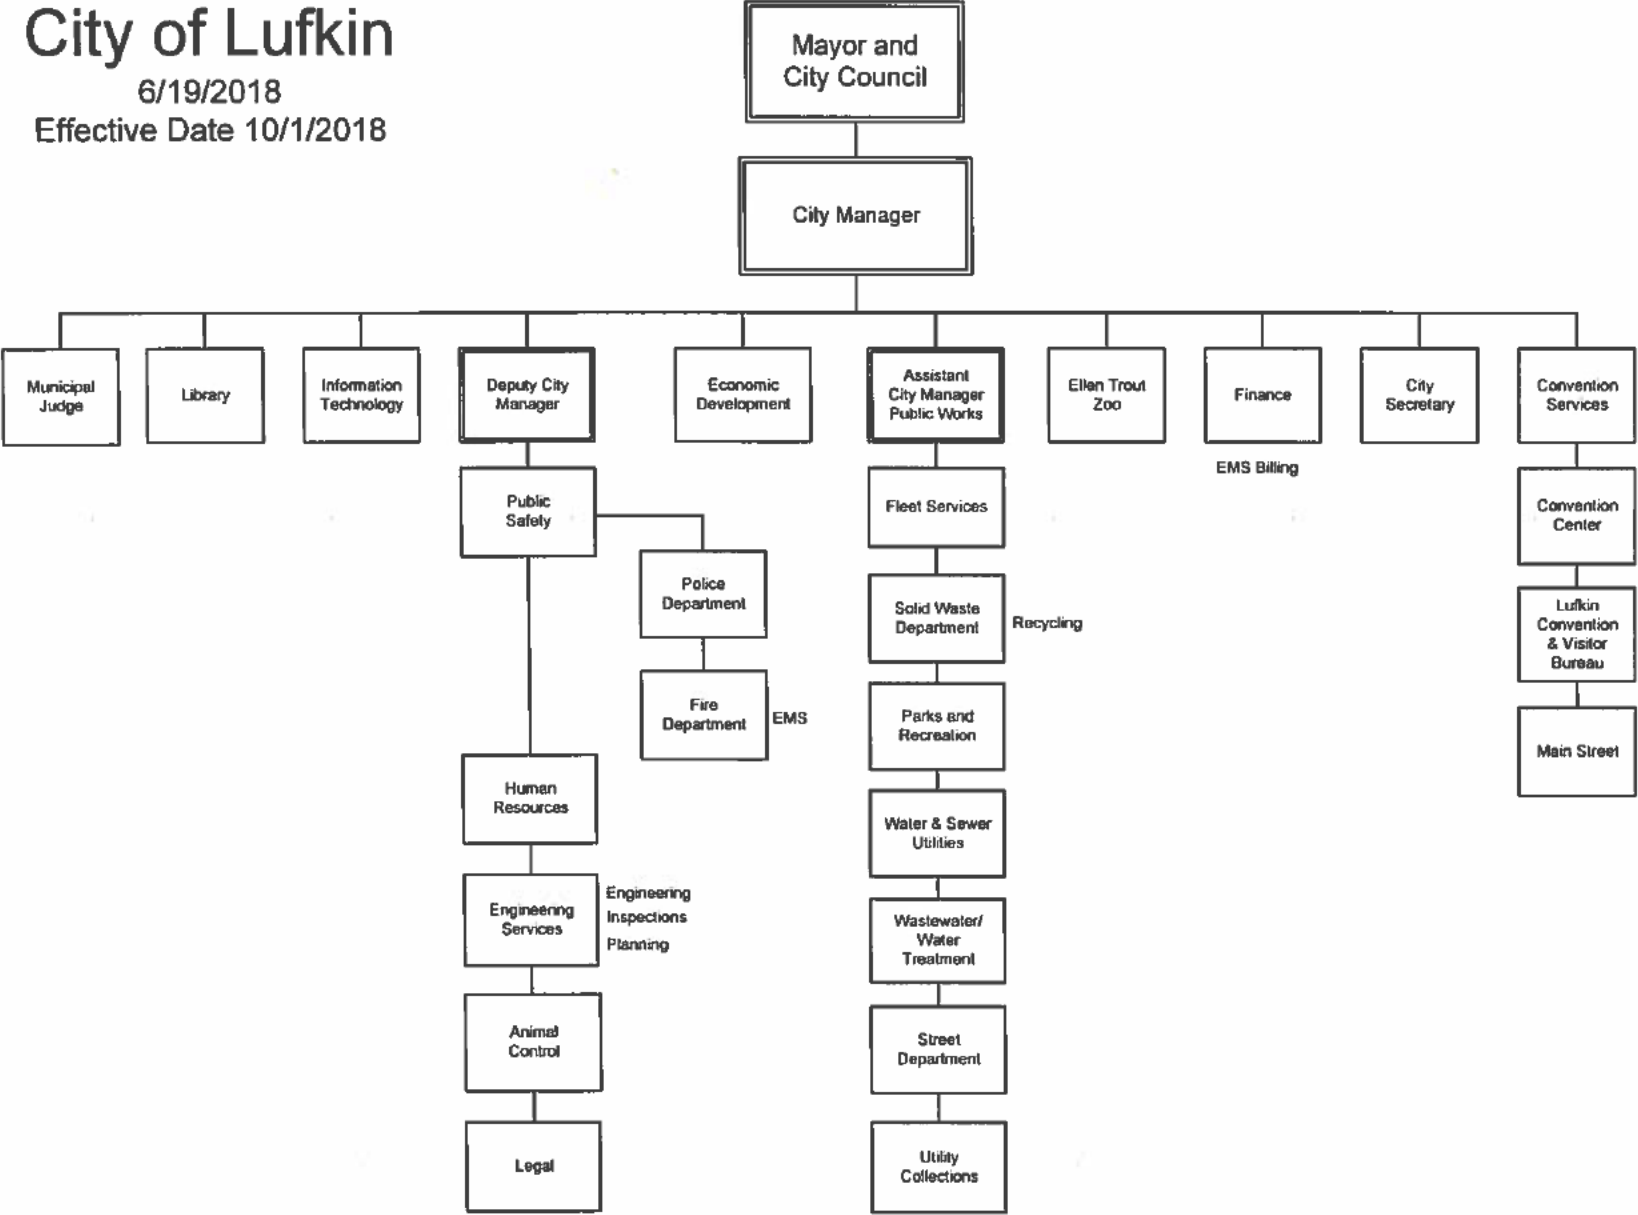 City of Lufkin
6/19/2018
Effective Date 10/1/2018
Mayor and
City Council
City Manager
Municipal
Judge
Library
Information
Technology
Deputy City
Manager
Economic
Development
Assistant
City Manager
Public Works
Ellen Trout
Zoo
Finance
City
Secretary
Convention
Services
EMS Billing
Public
Safety
Police
Department
Fire
Department
EMS
Human
Resources
Engineering
Services
Engineering
Inspections
Planning
Animal
Control
Legal
Fleet Services
Solid Waste
Department
Recycling
Parks and
Recreation
Water & Sewer
Utilities
Wastewater/
Water
Treatment
Street
Department
Utility
Collections
Convention
Center
Lufkin
Convention
& Visitor
Bureau
Main Street